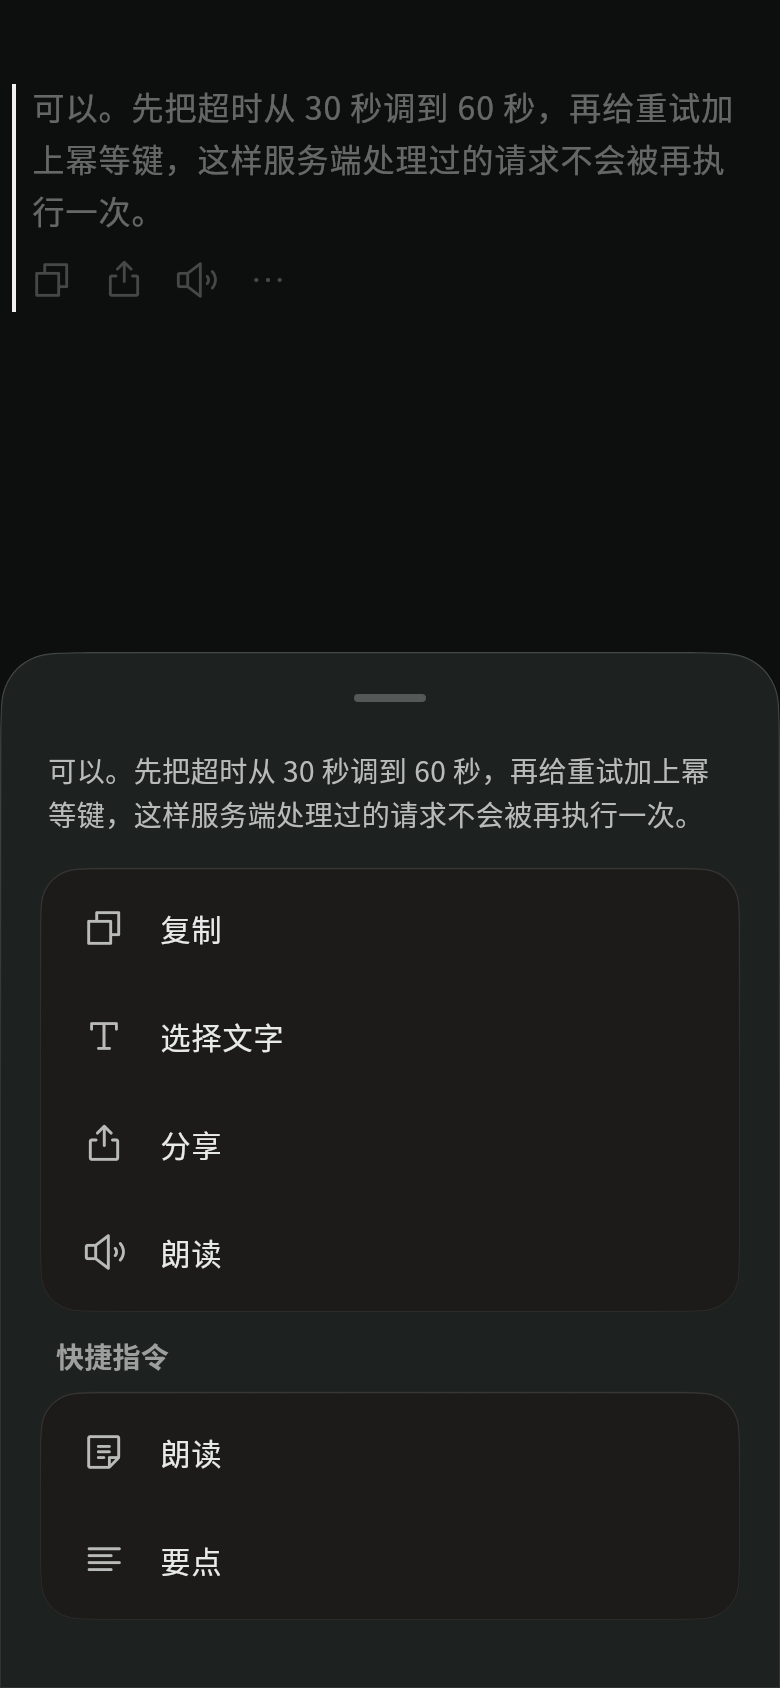 可以。先把超时从 30 秒调到 60 秒，再给重试加
上幂等键，这样服务端处理过的请求不会被再执
行一次。
可以。先把超时从 30 秒调到 60 秒，再给重试加上幂
等键，这样服务端处理过的请求不会被再执行一次。
复制
选择文字
分享
朗读
快捷指令
朗读
要点